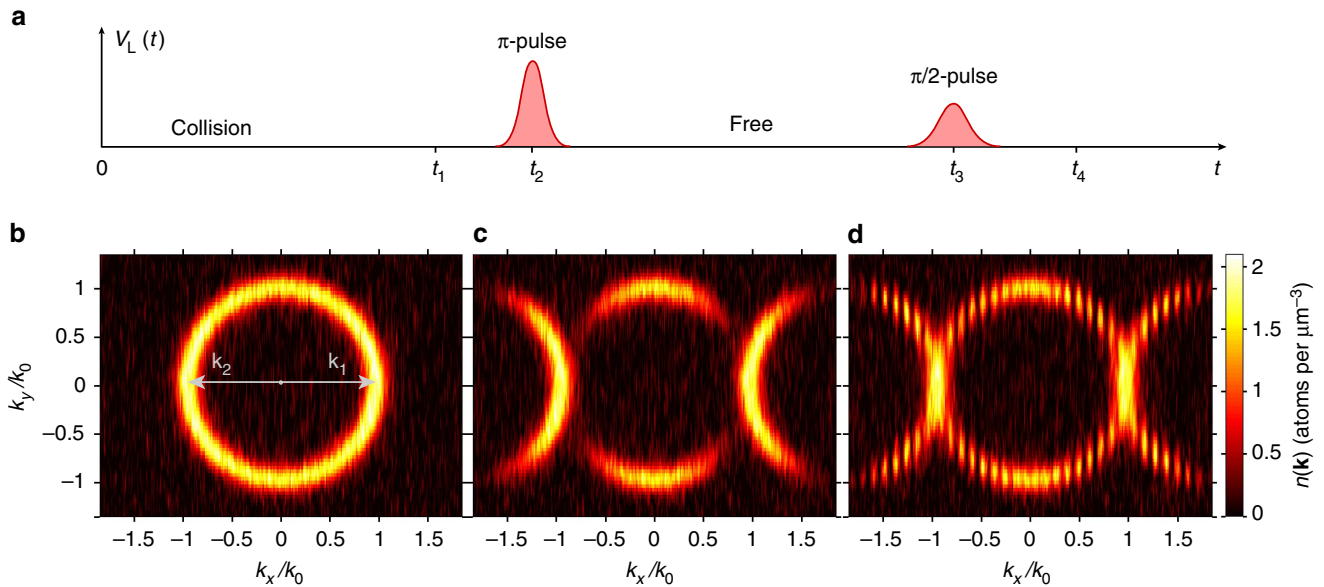 a
V_L (t)
π-pulse
π/2-pulse
Collision
Free
0
t_1
t_2
t_3
t_4
t
b
c
d
k_y/k_0
1
0.5
0
−0.5
−1
k_2
k_1
−1.5 −1 −0.5 0 0.5 1 1.5
k_x/k_0
−1.5 −1 −0.5 0 0.5 1 1.5
k_x/k_0
−1.5 −1 −0.5 0 0.5 1 1.5
k_x/k_0
2
1.5
1
0.5
0
n(k) (atoms per μm⁻³)